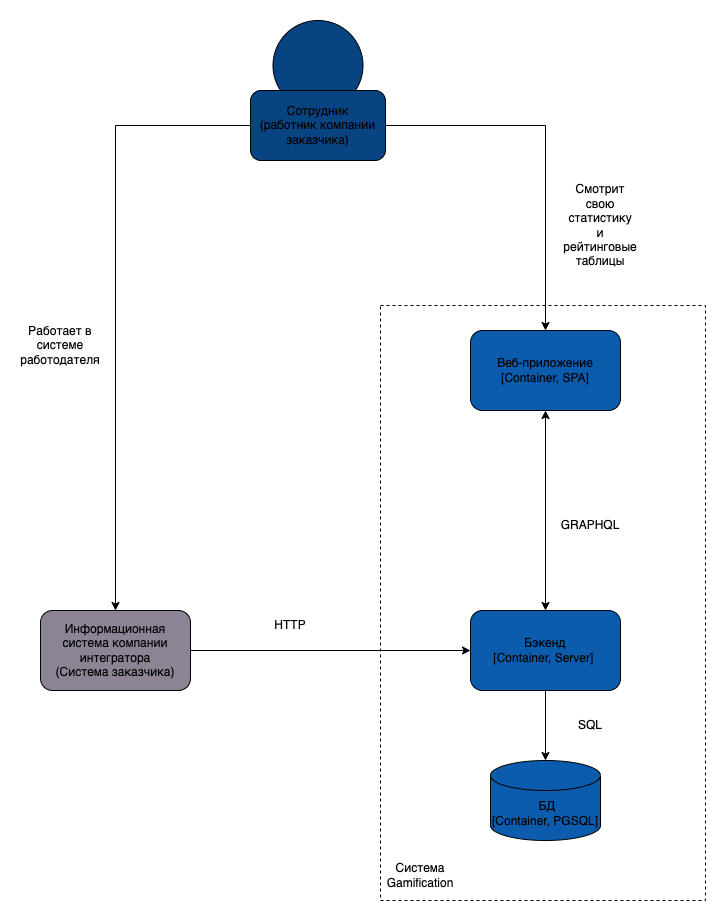 Сотрудник
(работник компании
заказчика)
Смотрит
свою
статистику
и
рейтинговые
таблицы
Работает в
системе
работодателя
Веб-приложение
[Container, SPA]
GRAPHQL
Информационная
система компании
интегратора
(Система заказчика)
HTTP
Бэкенд
[Container, Server]
SQL
БД
[Container, PGSQL]
Система
Gamification